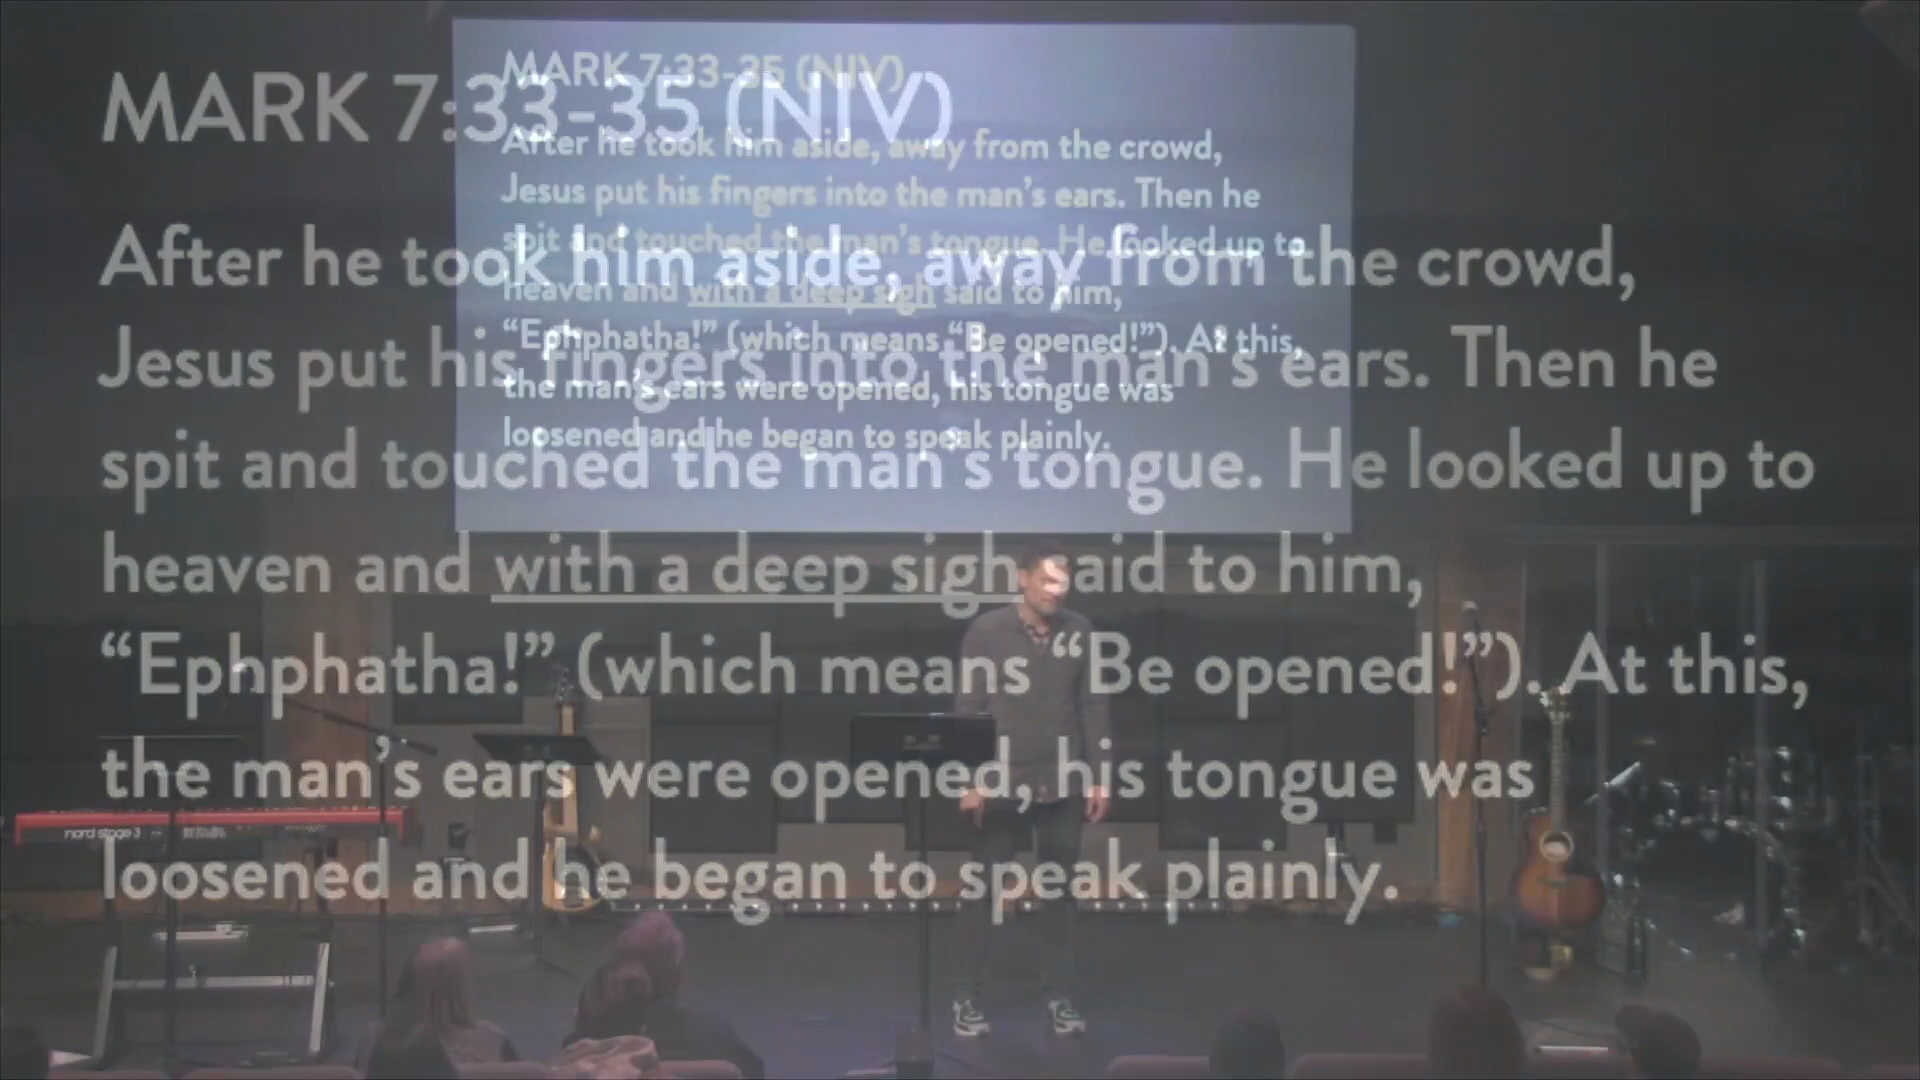 MARK 7:33-35 (NIV)
After he took him aside, away from the crowd,
Jesus put his fingers into the man's ears. Then he
spit and touched the man's tongue. He looked up to
heaven and with a deep sigh said to him,
“Ephphatha!” (which means “Be opened!”). At this,
the man's ears were opened, his tongue was
loosened and he began to speak plainly.
MARK 7:33-35 (NIV)
After he took him aside, away from the crowd,
Jesus put his fingers into the man’s ears. Then he
spit and touched the man’s tongue. He looked up to
heaven and with a deep sigh said to him,
“Ephphatha!” (which means “Be opened!”). At this,
the man’s ears were opened, his tongue was
loosened and he began to speak plainly.
nord stage 3